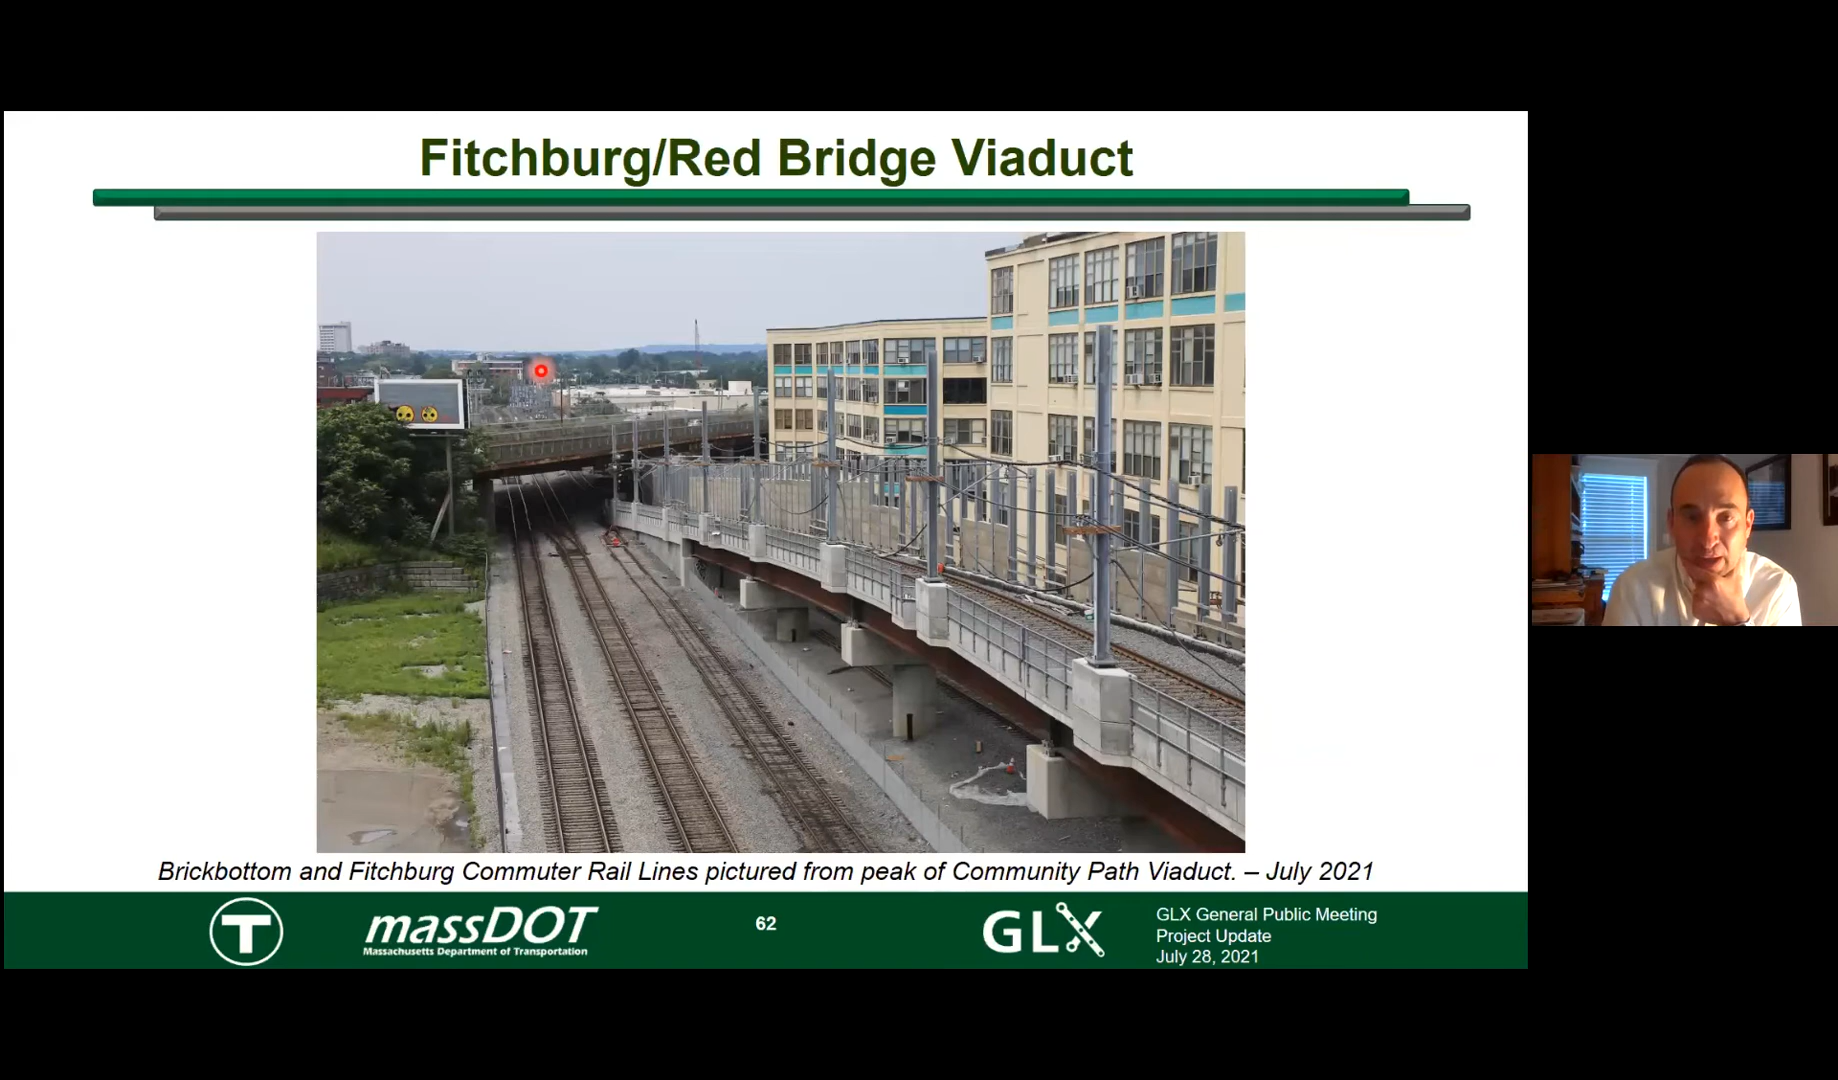 Fitchburg/Red Bridge Viaduct
Brickbottom and Fitchburg Commuter Rail Lines pictured from peak of Community Path Viaduct. – July 2021
T
massDOT
Massachusetts Department of Transportation
62
GLX
GLX General Public Meeting
Project Update
July 28, 2021